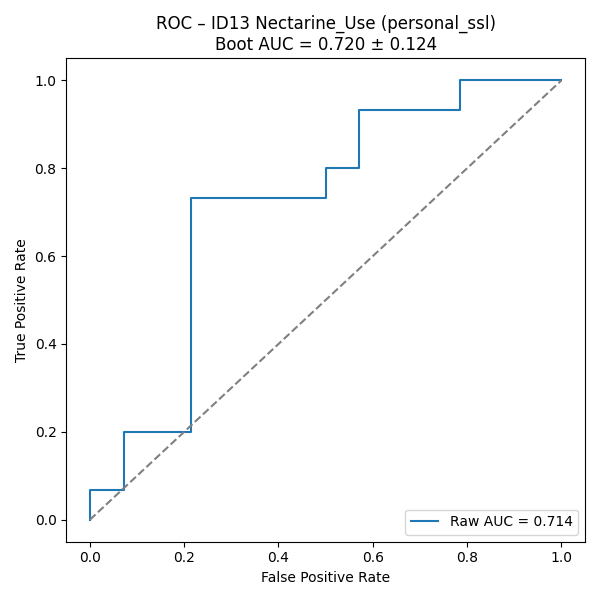 ROC – ID13 Nectarine_Use (personal_ssl)
Boot AUC = 0.720 ± 0.124
1.0
0.8
0.6
0.4
0.2
0.0
True Positive Rate
Raw AUC = 0.714
0.0 0.2 0.4 0.6 0.8 1.0
False Positive Rate